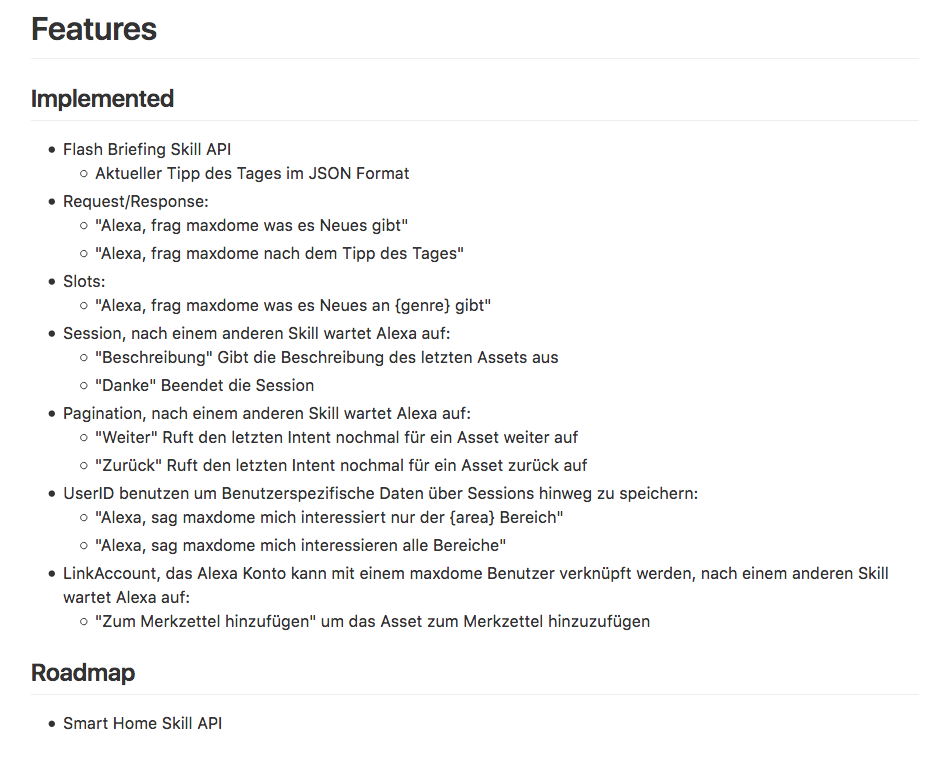 Features
Implemented
Flash Briefing Skill API
Aktueller Tipp des Tages im JSON Format
Request/Response:
"Alexa, frag maxdome was es Neues gibt"
"Alexa, frag maxdome nach dem Tipp des Tages"
Slots:
"Alexa, frag maxdome was es Neues an {genre} gibt"
Session, nach einem anderen Skill wartet Alexa auf:
"Beschreibung" Gibt die Beschreibung des letzten Assets aus
"Danke" Beendet die Session
Pagination, nach einem anderen Skill wartet Alexa auf:
"Weiter" Ruft den letzten Intent nochmal für ein Asset weiter auf
"Zurück" Ruft den letzten Intent nochmal für ein Asset zurück auf
UserID benutzen um Benutzerspezifische Daten über Sessions hinweg zu speichern:
"Alexa, sag maxdome mich interessiert nur der {area} Bereich"
"Alexa, sag maxdome mich interessieren alle Bereiche"
LinkAccount, das Alexa Konto kann mit einem maxdome Benutzer verknüpft werden, nach einem anderen Skill
wartet Alexa auf:
"Zum Merkzettel hinzufügen" um das Asset zum Merkzettel hinzuzufügen
Roadmap
Smart Home Skill API